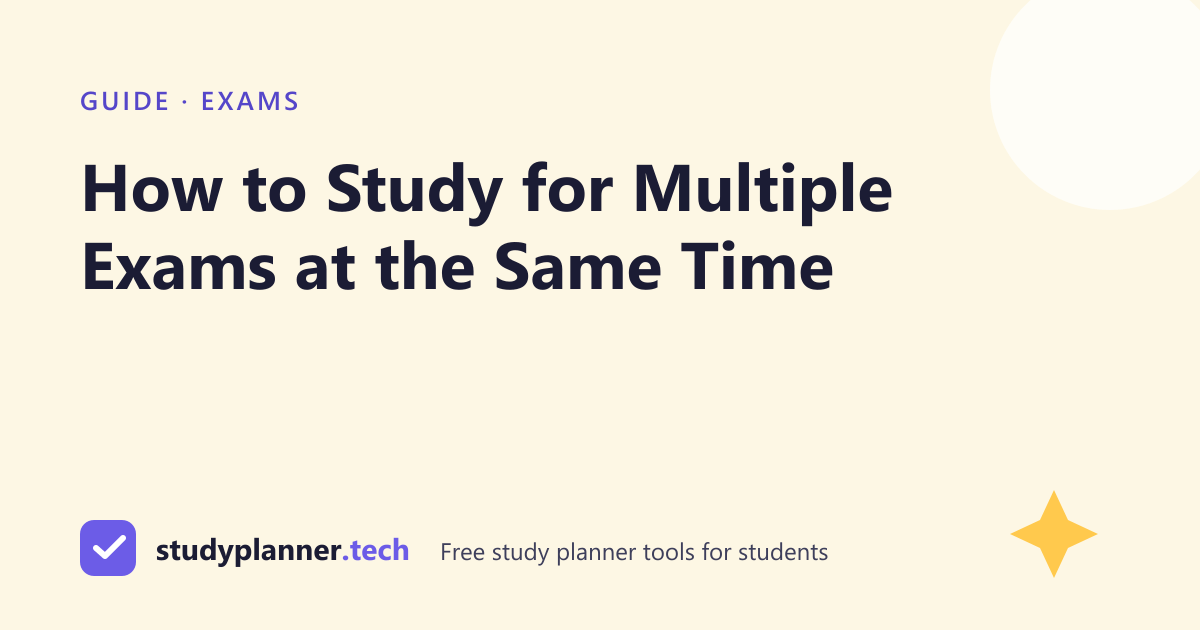 GUIDE · EXAMS
How to Study for Multiple
Exams at the Same Time
studyplanner.tech Free study planner tools for students